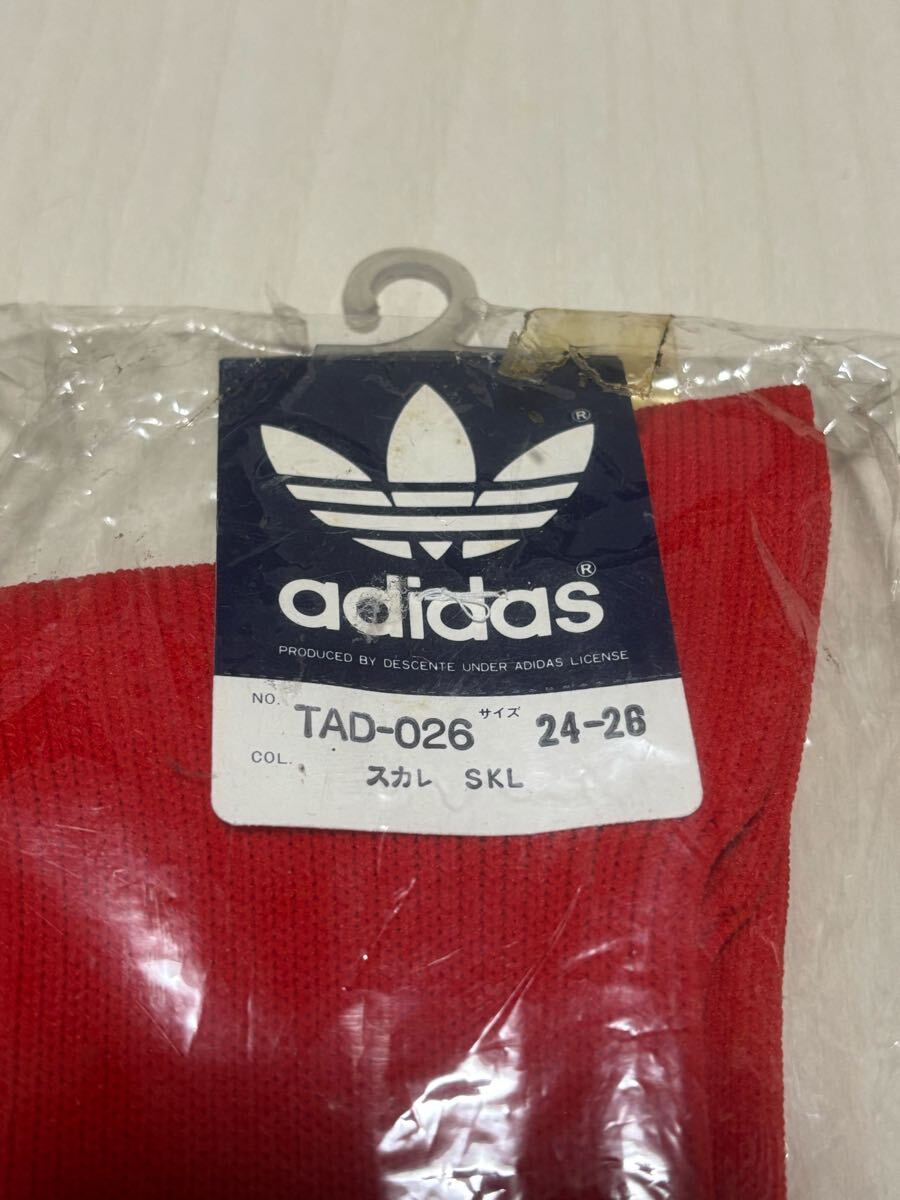 ®
adidas®
PRODUCED BY DESCENTE UNDER ADIDAS LICENSE
NO. TAD-026 サイズ 24-26
COL. スカレ SKL